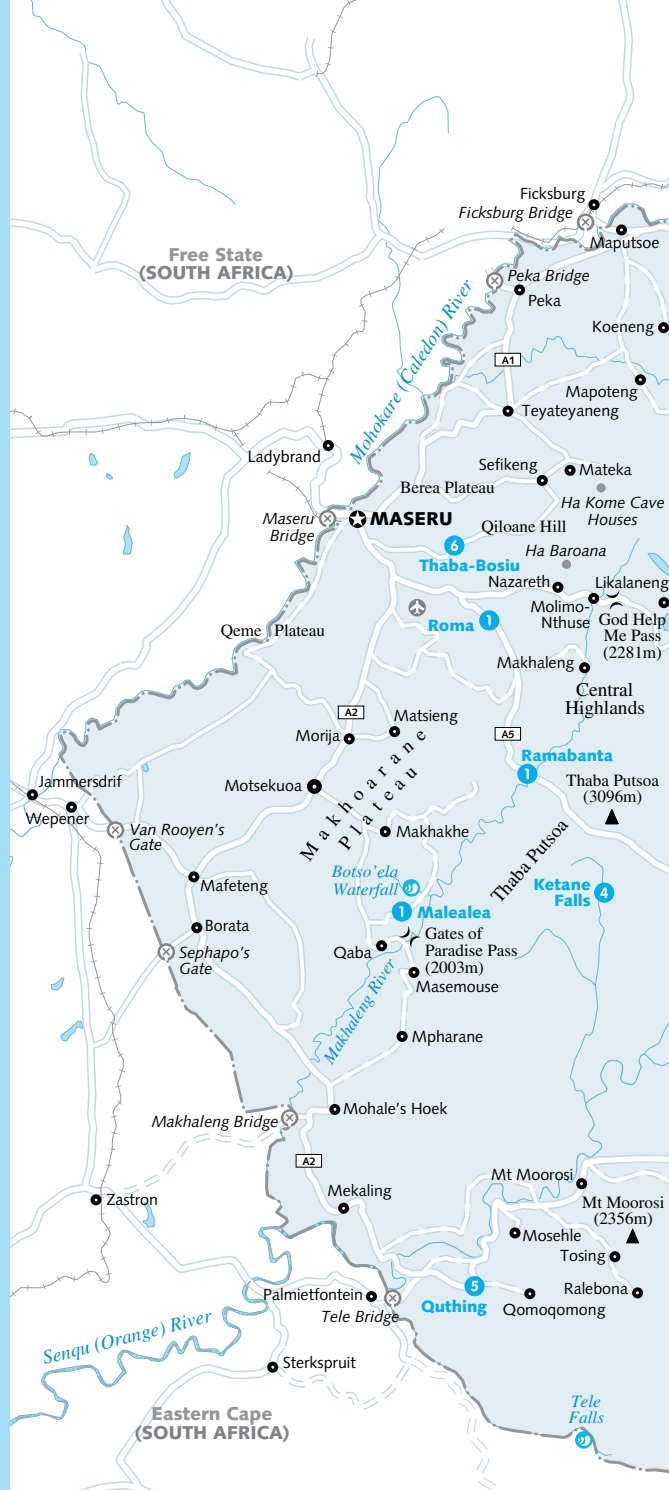 Ficksburg
Ficksburg Bridge
Maputsoe
Free State
(SOUTH AFRICA)
Peka Bridge
Peka
Koeneng
Mohokare (Caledon) River
A1
Mapoteng
Teyateyaneng
Ladybrand
Sefikeng
Mateka
Berea Plateau
Ha Kome Cave
Houses
Maseru
Bridge
MASERU
Qiloane Hill
6
Thaba-Bosiu
Ha Baroana
Nazareth
Likalaneng
Molimo-
Nthuse
God Help
Me Pass
(2281m)
Roma
1
Qeme Plateau
Makhaleng
Central
Highlands
A2
Matsieng
Morija
A5
Ramabanta
1
Makhoarane
Plateau
Thaba Putsoa
(3096m)
Jammersdrif
Motsekuoa
Wepener
Van Rooyen's
Gate
Makhakhe
Thaba Putsoa
Botso'ela
Waterfall
Ketane
Falls
4
Mafeteng
1
Malealea
Borata
Gates of
Paradise Pass
(2003m)
Qaba
Sephapo's
Gate
Masemouse
Makhaleng River
Mpharane
Mohale's Hoek
Makhaleng Bridge
A2
Mt Moorosi
Mekaling
Mt Moorosi
(2356m)
Zastron
Mosehle
Tosing
Palmietfontein
5
Quthing
Ralebona
Tele Bridge
Qomoqomong
Senqu (Orange) River
Sterkspruit
Eastern Cape
(SOUTH AFRICA)
Tele
Falls